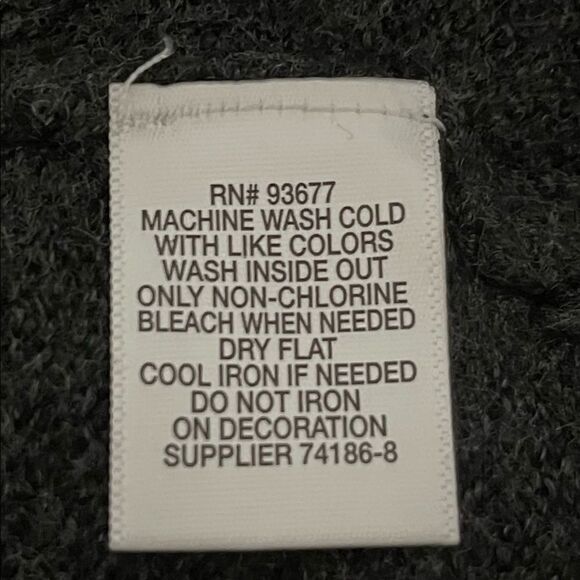 RN# 93677
MACHINE WASH COLD
WITH LIKE COLORS
WASH INSIDE OUT
ONLY NON-CHLORINE
BLEACH WHEN NEEDED
DRY FLAT
COOL IRON IF NEEDED
DO NOT IRON
ON DECORATION
SUPPLIER 74186-8